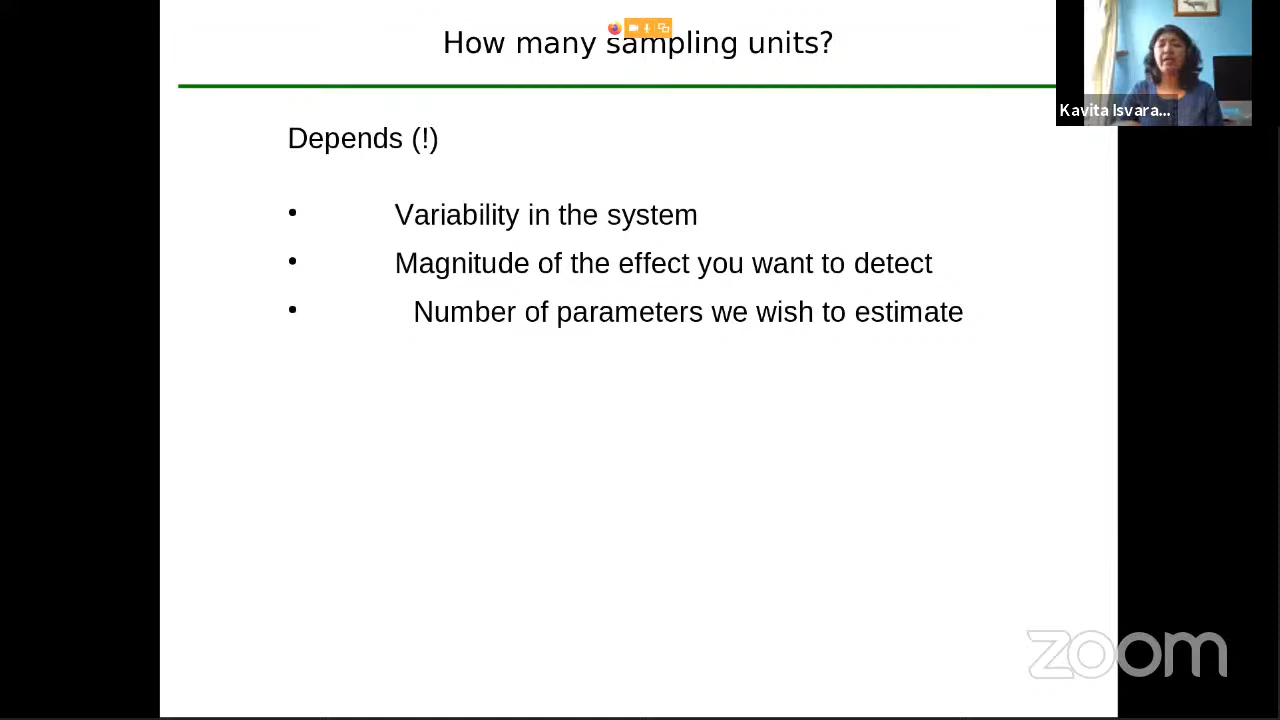 How many sampling units?
Kavita Isvara...
Depends (!)
• Variability in the system
• Magnitude of the effect you want to detect
• Number of parameters we wish to estimate
zoom